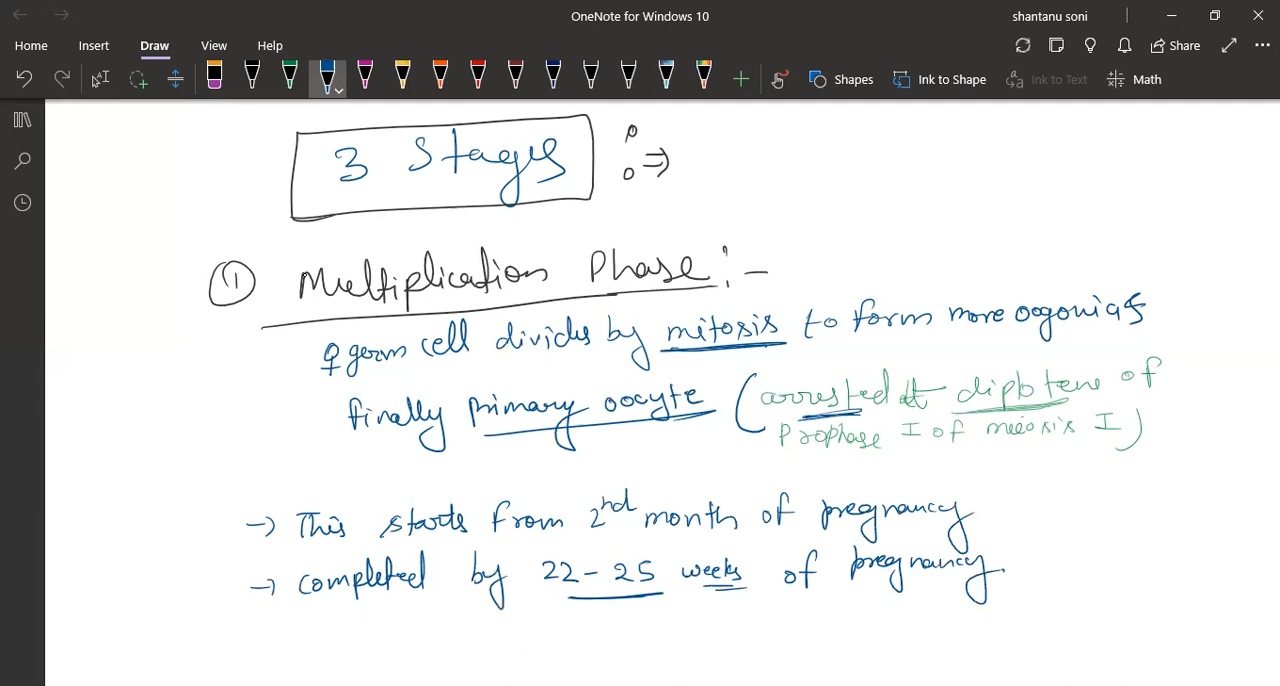 OneNote for Windows 10
shantanu soni
Home Insert Draw View Help
Share
Shapes Ink to Shape Ink to Text Math
3 Stages
① Multiplication Phase :-
♀ germ cell divides by mitosis to form more oogonia &
finally primary oocyte (arrested at diplotene of
Prophase I of meiosis I)
→ This starts from 2nd month of pregnancy
→ completed by 22-25 weeks of pregnancy.